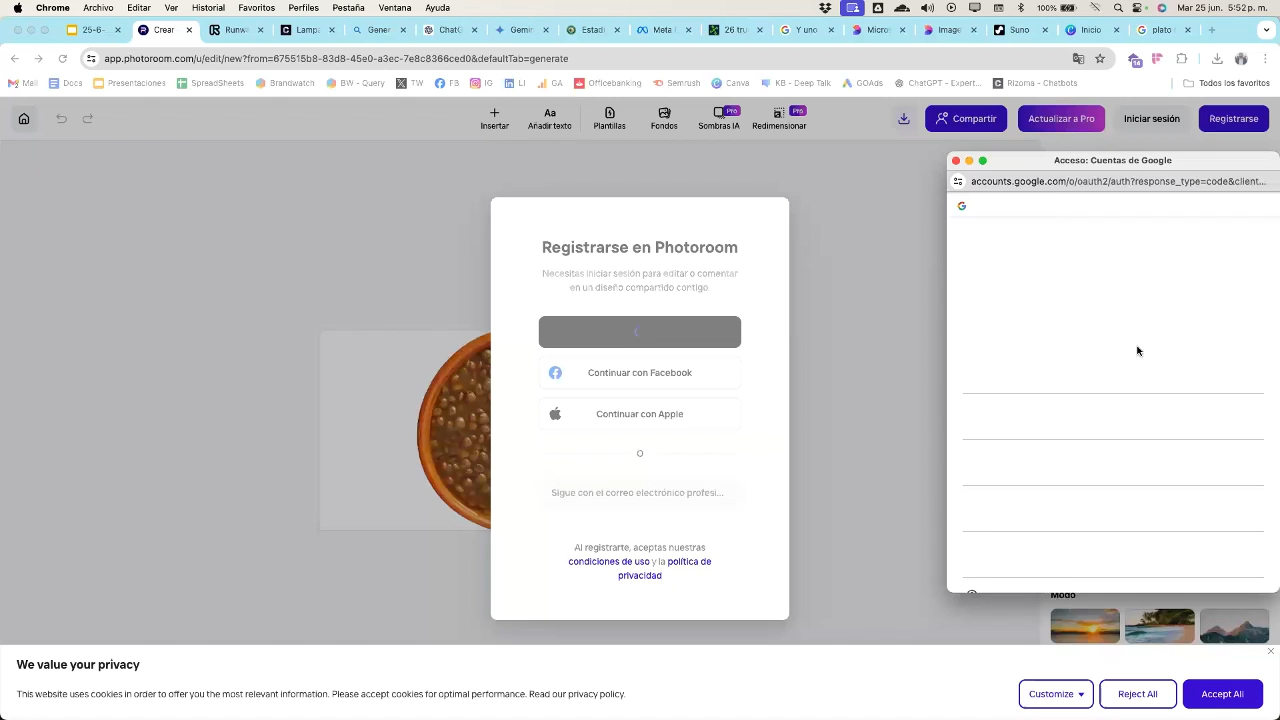 Chrome Archivo Editar Ver Historial Favoritos Perfiles Pestaña Ventana Ayuda
100% Mar 25 jun. 5:52 p.m.
25-6- Crear Runw Lampa Gener ChatG Gemi Estadi Meta 26 tru Y uno Micros Image Suno Inicio plato
app.photoroom.com/u/edit/new?from=675515b8-83d8-45e0-a3ec-7e8c8366ced0&defaultTab=generate
14
Mail Docs Presentaciones SpreadSheets Brandwatch BW - Query TW FB IG LI GA Officebanking Semrush Canva KB - Deep Talk GOAds ChatGPT - Expert... Rizoma - Chatbots Todos los favoritos
Insertar Añadir texto Plantillas Fondos Sombras IA Pro Redimensionar Pro
Compartir Actualizar a Pro Iniciar sesión Registrarse
Acceso: Cuentas de Google
accounts.google.com/o/oauth2/auth?response_type=code&client...
Registrarse en Photoroom
Necesitas iniciar sesión para editar o comentar
en un diseño compartido contigo.
Continuar con Facebook
Continuar con Apple
O
Sigue con el correo electrónico profesi...
Al registrarte, aceptas nuestras
condiciones de uso y la política de
privacidad
Modo
We value your privacy
This website uses cookies in order to offer you the most relevant information. Please accept cookies for optimal performance. Read our privacy policy.
Customize
Reject All
Accept All